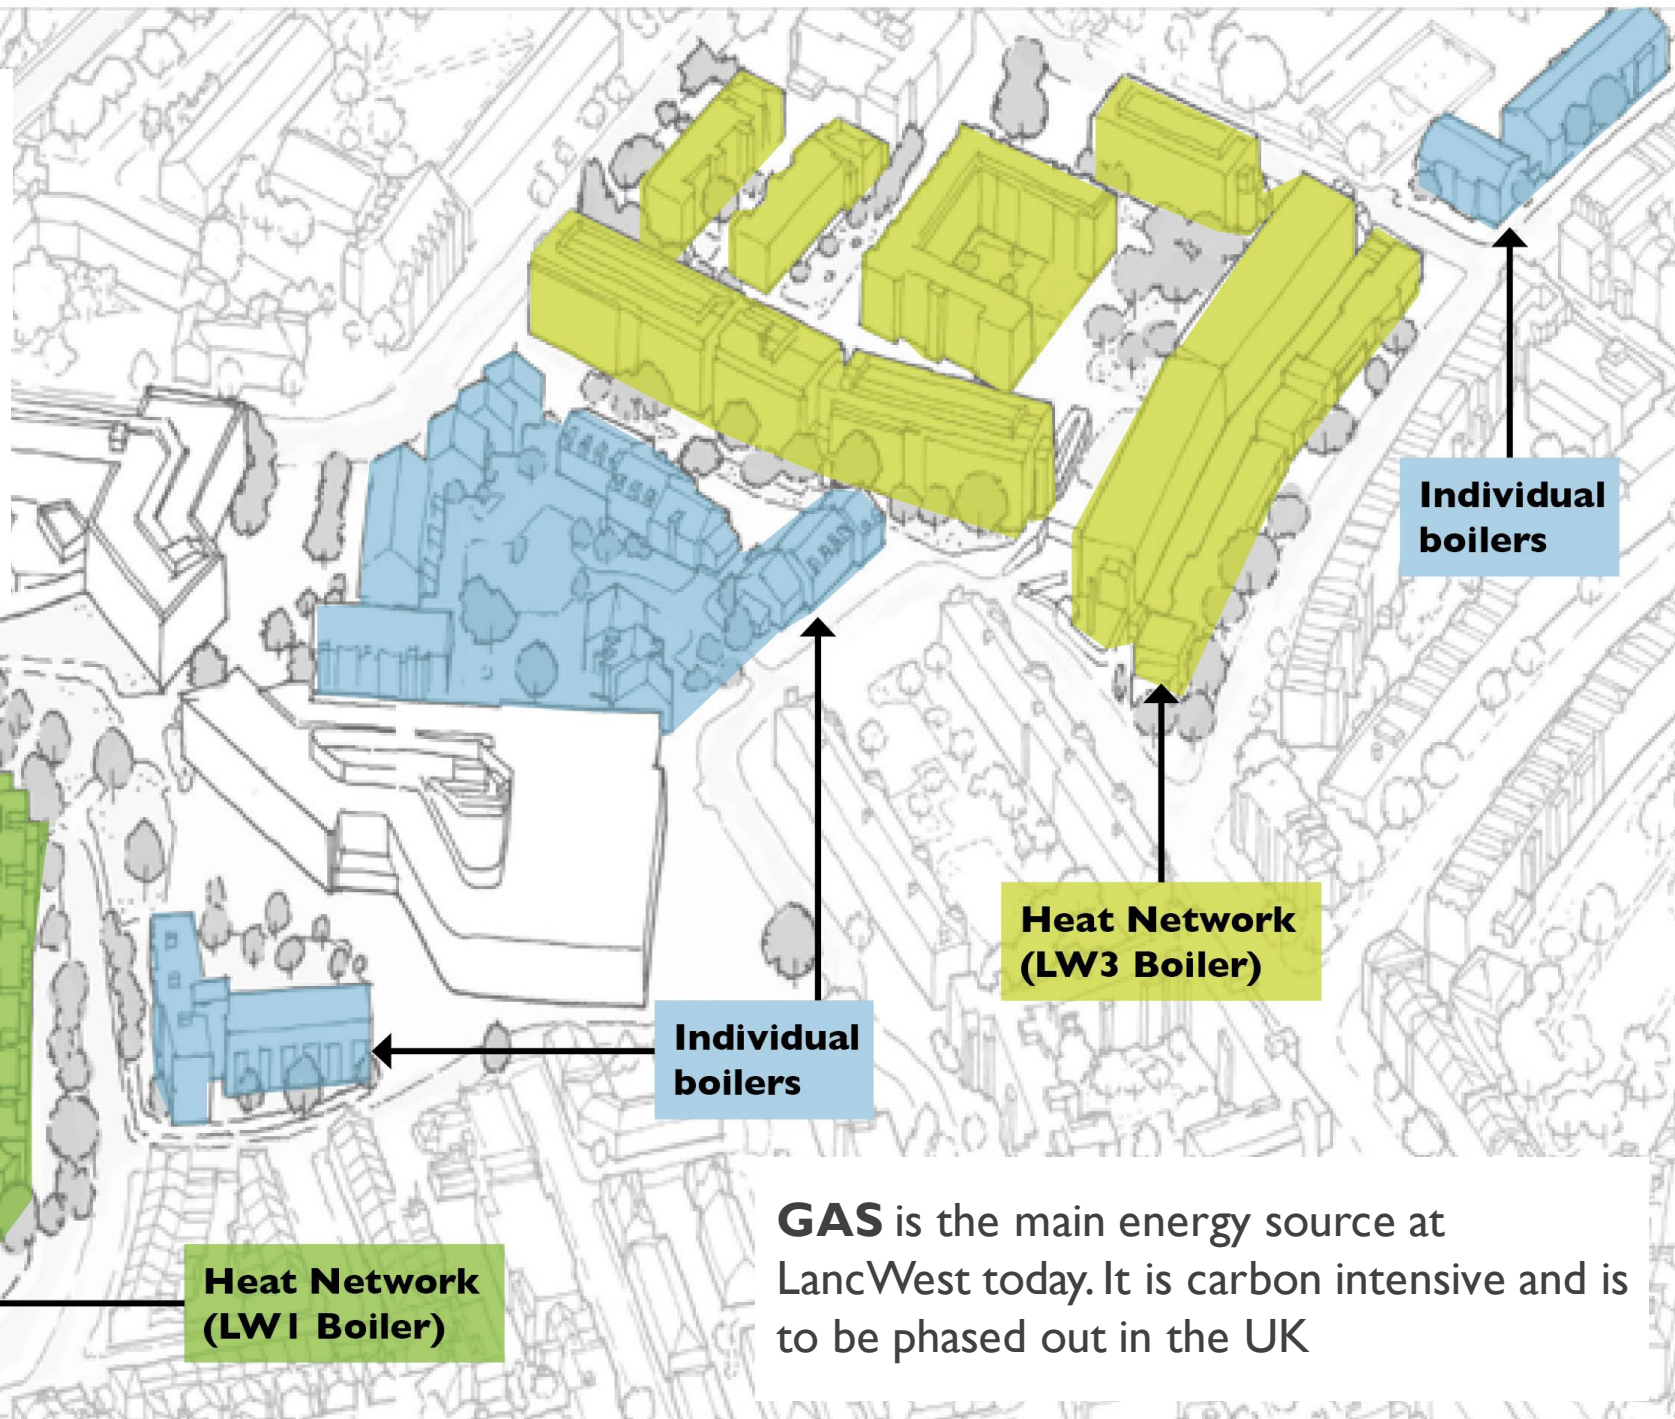 Individual
boilers
Heat Network
(LW3 Boiler)
Individual
boilers
Heat Network
(LW1 Boiler)
GAS is the main energy source at
LancWest today. It is carbon intensive and is
to be phased out in the UK